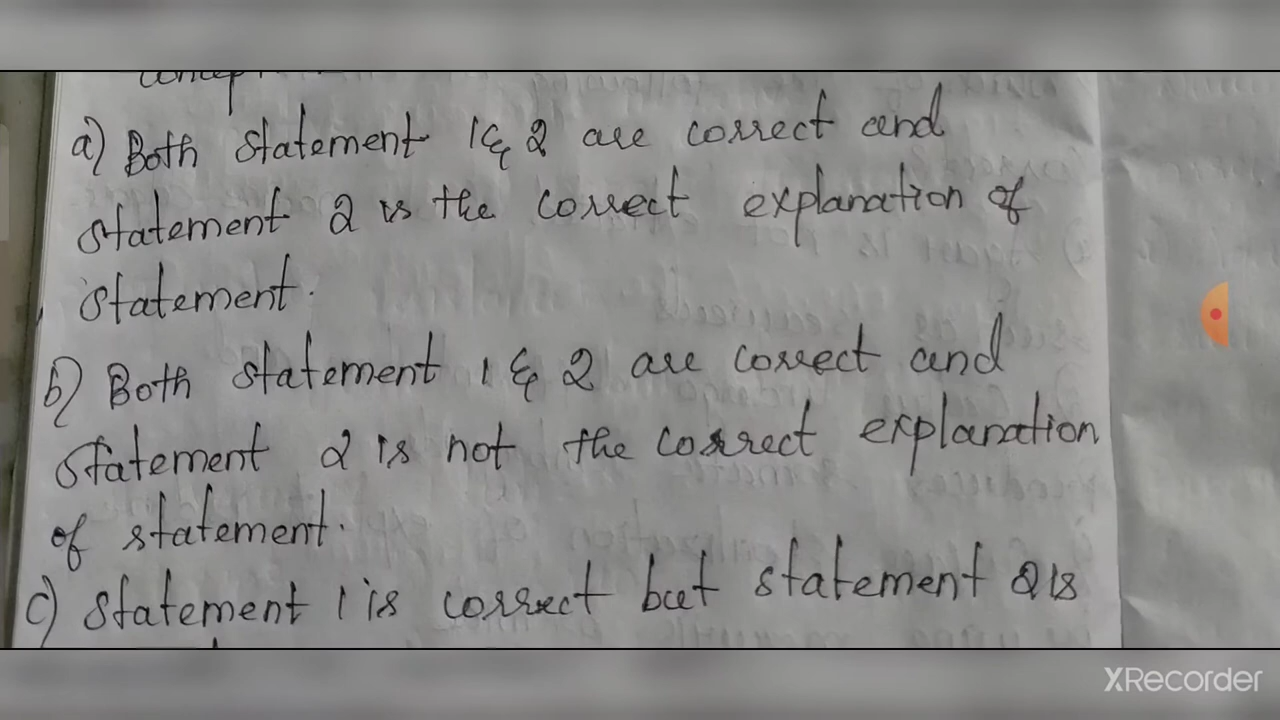 a) Both statement 1 & 2 are correct and
statement 2 is the correct explanation of
statement.
b) Both statement 1 & 2 are correct and
statement 2 is not the correct explanation
of statement.
c) statement 1 is correct but statement 2 is
XRecorder